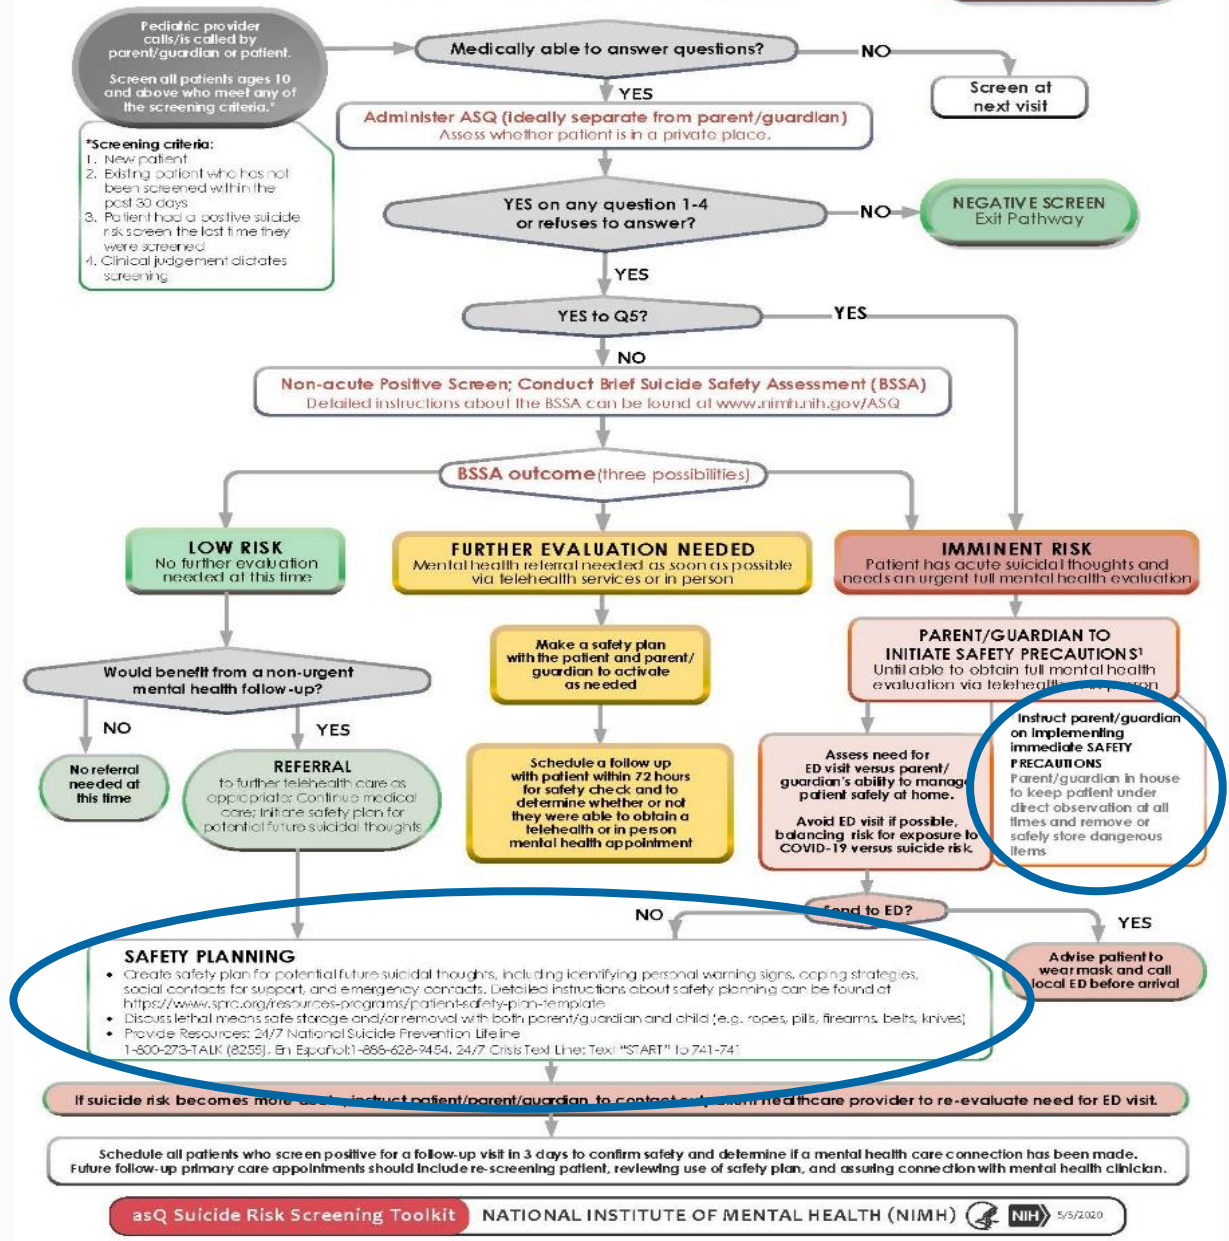 Pediatric provider
calls/is called by
parent/guardian or patient.
Screen all patients ages 10
and above who meet any of
the screening criteria.*
*Screening criteria:
1. New patient
2. Existing patient who has not
been screened within the
past 30 days
3. Patient had a positive suicide
risk screen the last time they
were screened
4. Clinical judgement dictates
screening
Medically able to answer questions?
NO
Screen at
next visit
YES
Administer ASQ (ideally separate from parent/guardian)
Assess whether patient is in a private place.
YES on any question 1-4
or refuses to answer?
NO
NEGATIVE SCREEN
Exit Pathway
YES
YES to Q5?
YES
NO
Non-acute Positive Screen; Conduct Brief Suicide Safety Assessment (BSSA)
Detailed instructions about the BSSA can be found at www.nimh.nih.gov/ASQ
BSSA outcome (three possibilities)
LOW RISK
No further evaluation
needed at this time
FURTHER EVALUATION NEEDED
Mental health referral needed as soon as possible
via telehealth services or in person
IMMINENT RISK
Patient has acute suicidal thoughts and
needs an urgent full mental health evaluation
Would benefit from a non-urgent
mental health follow-up?
NO
YES
No referral
needed at
this time
REFERRAL
to further telehealth care as
appropriate; Continue medical
care; Initiate safety plan for
potential future suicidal thoughts
Make a safety plan
with the patient and parent/
guardian to activate
as needed
Schedule a follow up
with patient within 72 hours
for safety check and to
determine whether or not
they were able to obtain a
telehealth or in person
mental health appointment
PARENT/GUARDIAN TO
INITIATE SAFETY PRECAUTIONS¹
Until able to obtain full mental health
evaluation via telehealth or in person
Assess need for
ED visit versus parent/
guardian's ability to manage
patient safely at home.
Avoid ED visit if possible,
balancing risk for exposure to
COVID-19 versus suicide risk.
Instruct parent/guardian
on implementing
immediate SAFETY
PRECAUTIONS
Parent/guardian in house
to keep patient under
direct observation at all
times and remove or
safely store dangerous
items
Send to ED?
NO
YES
Advise patient to
wear mask and call
local ED before arrival
SAFETY PLANNING
• Create safety plan for potential future suicidal thoughts, including identifying personal warning signs, coping strategies,
social contacts for support, and emergency contacts. Detailed instructions about safety planning can be found at
https://www.sprc.org/resources-programs/patient-safety-plan-template
• Discuss lethal means safe storage and/or removal with both parent/guardian and child (e.g. ropes, pills, firearms, belts, knives)
• Provide Resources: 24/7 National Suicide Prevention Lifeline
1-800-273-TALK (8255), En Español:1-888-628-9454, 24/7 Crisis Text Line: Text "START" to 741-741
If suicide risk becomes more acute, instruct patient/parent/guardian to contact outpatient healthcare provider to re-evaluate need for ED visit.
Schedule all patients who screen positive for a follow-up visit in 3 days to confirm safety and determine if a mental health care connection has been made.
Future follow-up primary care appointments should include re-screening patient, reviewing use of safety plan, and assuring connection with mental health clinician.
asQ Suicide Risk Screening Toolkit NATIONAL INSTITUTE OF MENTAL HEALTH (NIMH) NIH 5/5/2020